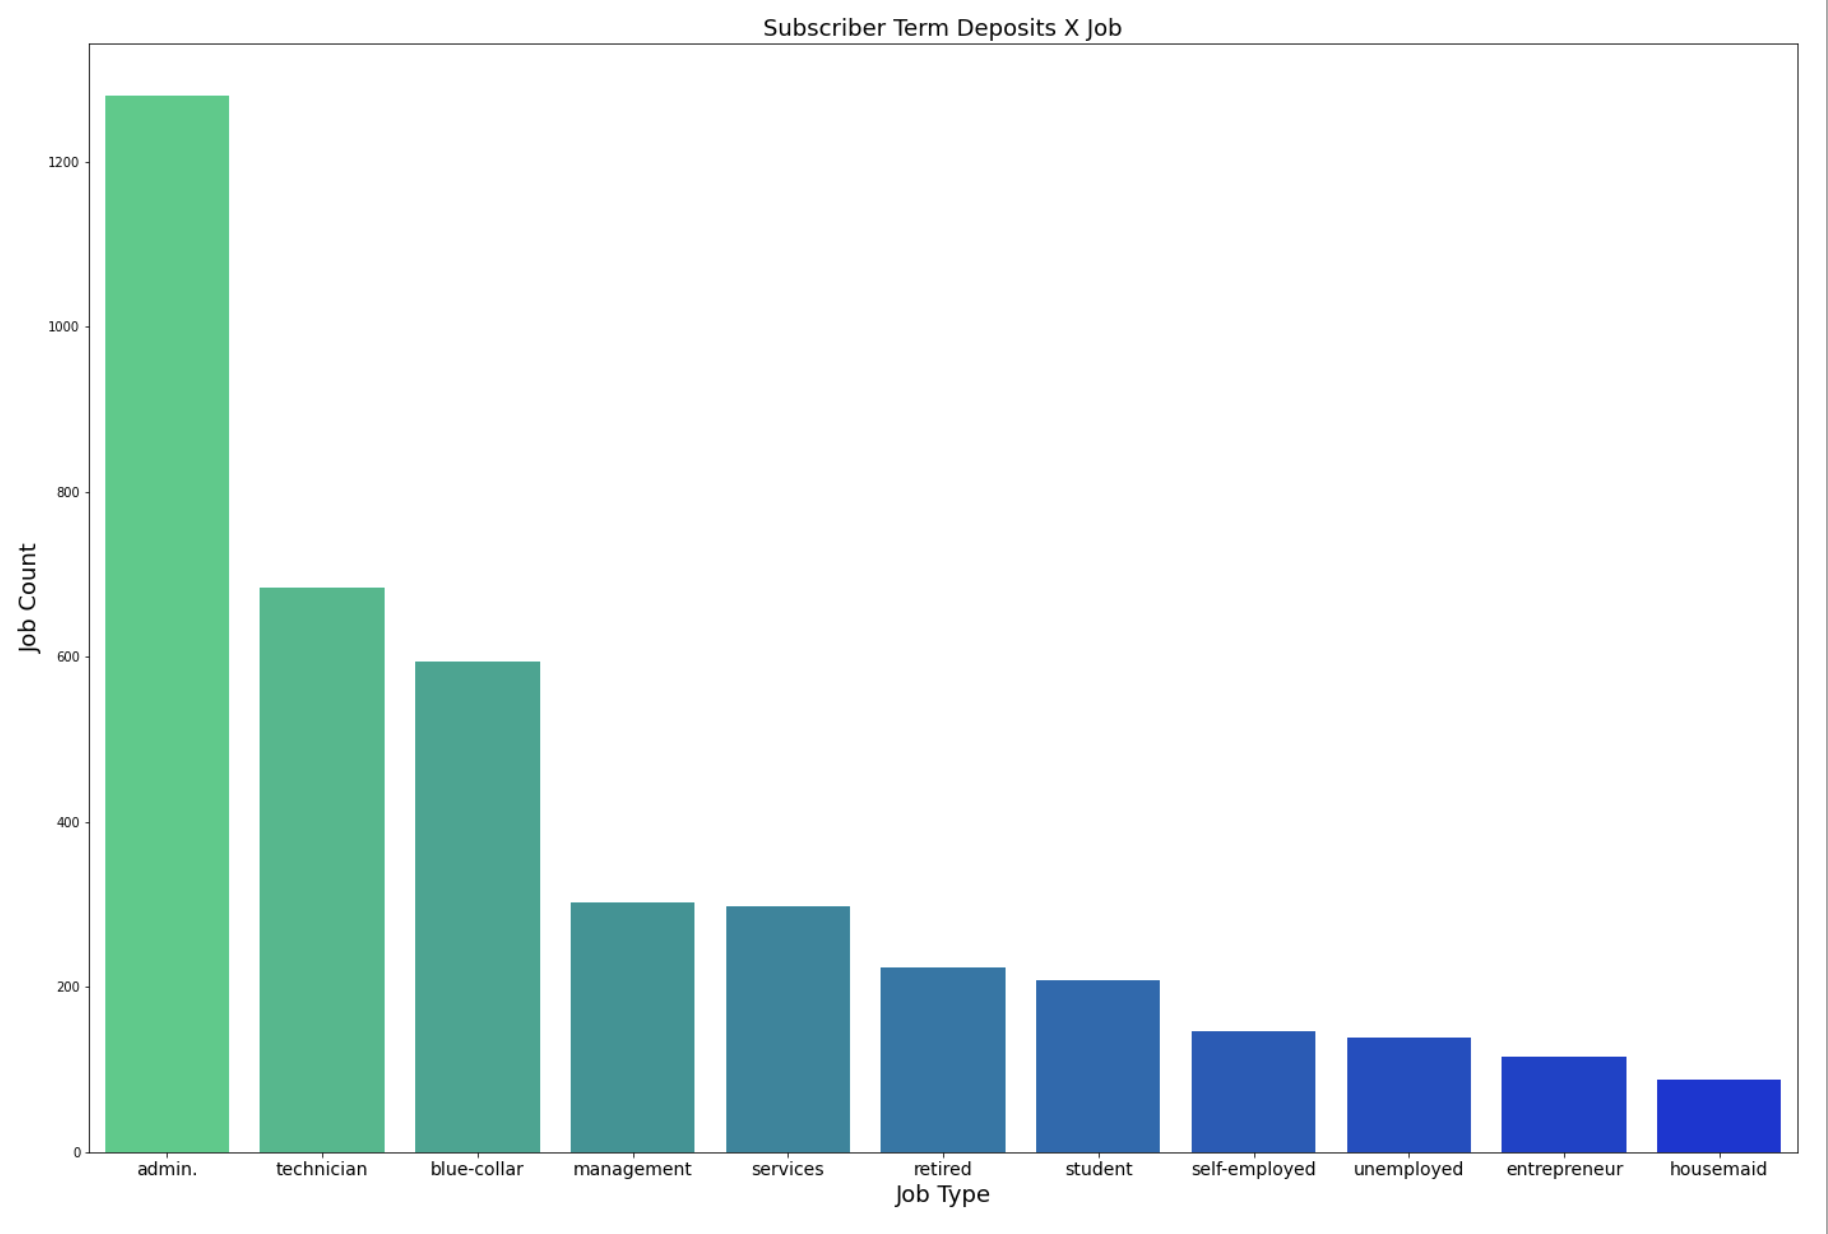 Subscriber Term Deposits X Job
Job Count
1200
1000
800
600
400
200
0
admin. technician blue-collar management services retired student self-employed unemployed entrepreneur housemaid
Job Type